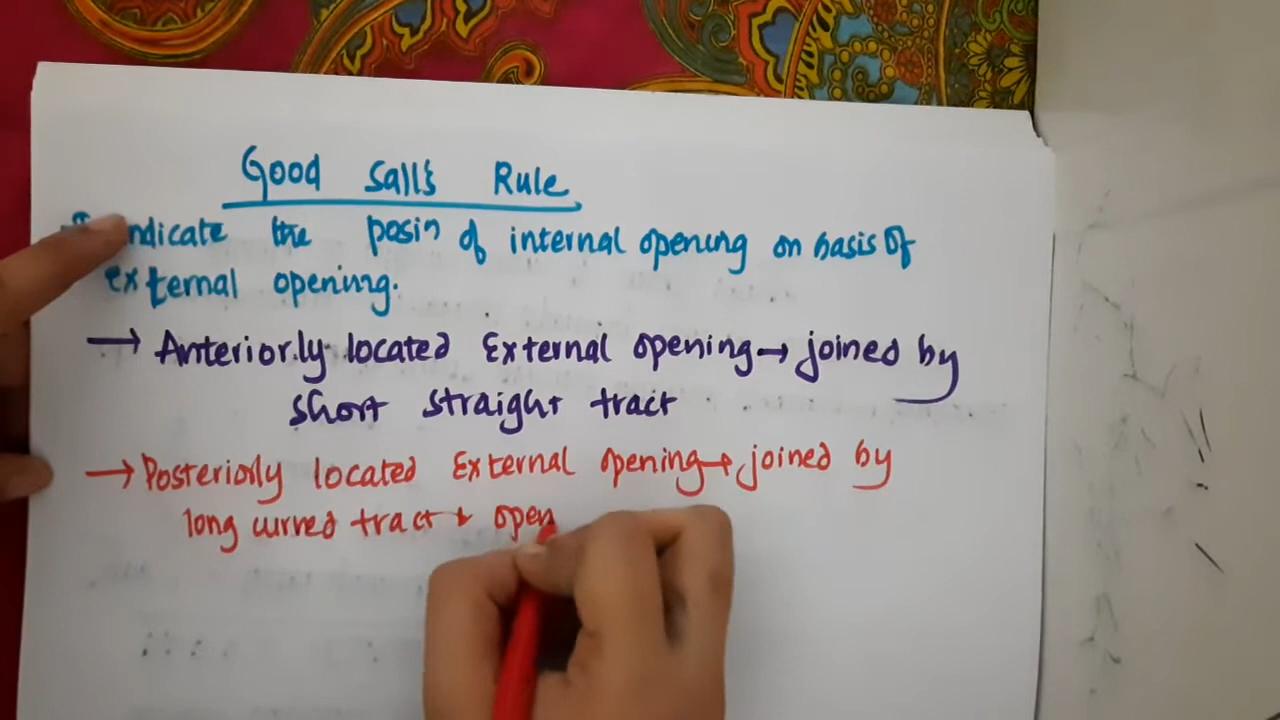 Good Salls Rule
Indicate the posin of internal opening on basis of
external opening.
→ Anteriorly located External opening → joined by
short straight tract
→ Posteriorly located External opening → joined by
long curved tract + open